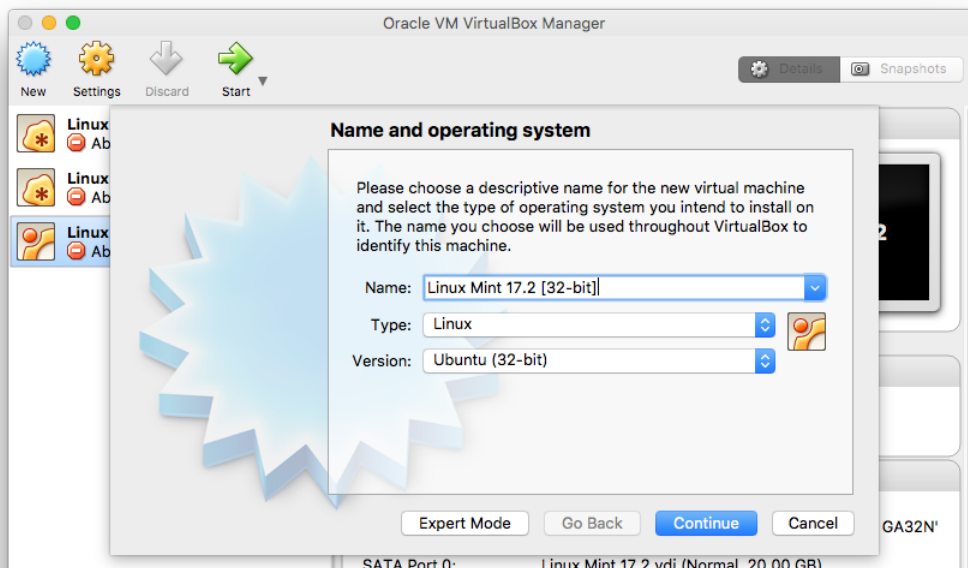 Oracle VM VirtualBox Manager
New
Settings
Discard
Start
Details
Snapshots
Linux
Ab
Linux
Ab
Linux
Ab
Name and operating system
Please choose a descriptive name for the new virtual machine
and select the type of operating system you intend to install on
it. The name you choose will be used throughout VirtualBox to
identify this machine.
Name: Linux Mint 17.2 [32-bit]
Type: Linux
Version: Ubuntu (32-bit)
2
Expert Mode
Go Back
Continue
Cancel
GA32N'
SATA Port 0: Linux Mint 17.2.vdi (Normal, 20.00 GB)